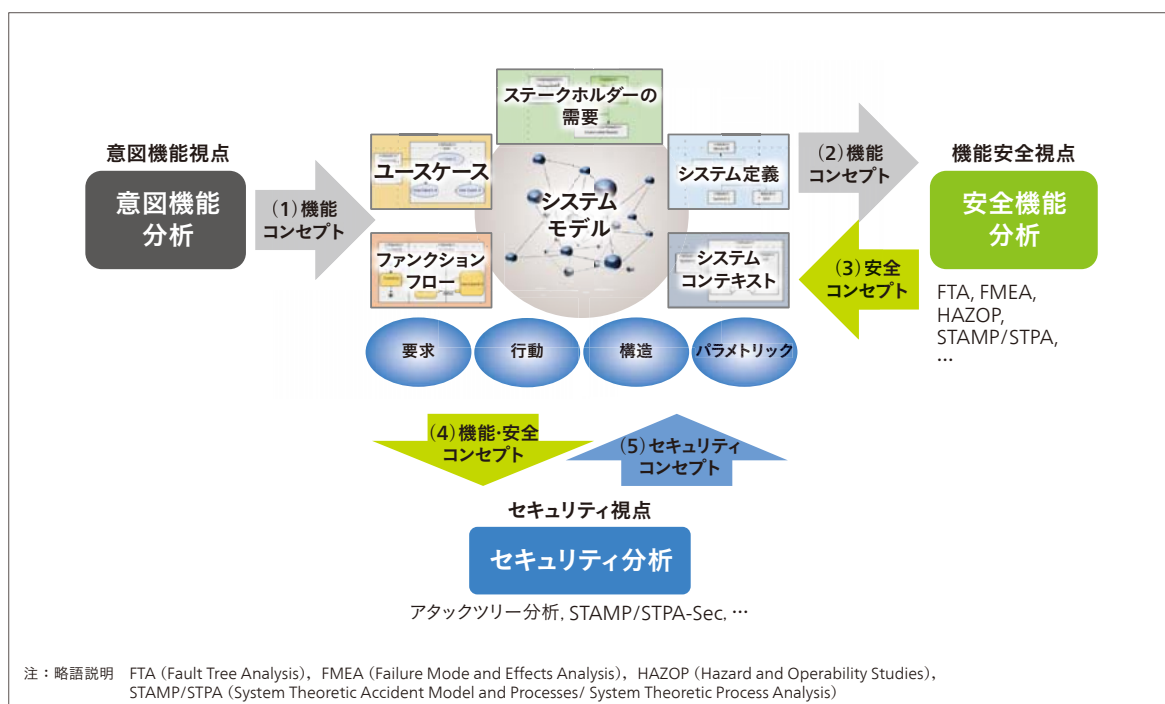 ステークホルダーの
需要
意図機能視点
意図機能
分析
(1)機能
コンセプト
ユースケース
システム
モデル
システム定義
(2)機能
コンセプト
機能安全視点
安全機能
分析
ファンクション
フロー
システム
コンテキスト
(3)安全
コンセプト
FTA, FMEA,
HAZOP,
STAMP/STPA,
…
要求
行動
構造
パラメトリック
(4)機能・安全
コンセプト
(5)セキュリティ
コンセプト
セキュリティ視点
セキュリティ分析
アタックツリー分析, STAMP/STPA-Sec, …
注：略語説明 FTA（Fault Tree Analysis），FMEA（Failure Mode and Effects Analysis），HAZOP（Hazard and Operability Studies），
STAMP/STPA（System Theoretic Accident Model and Processes/ System Theoretic Process Analysis）